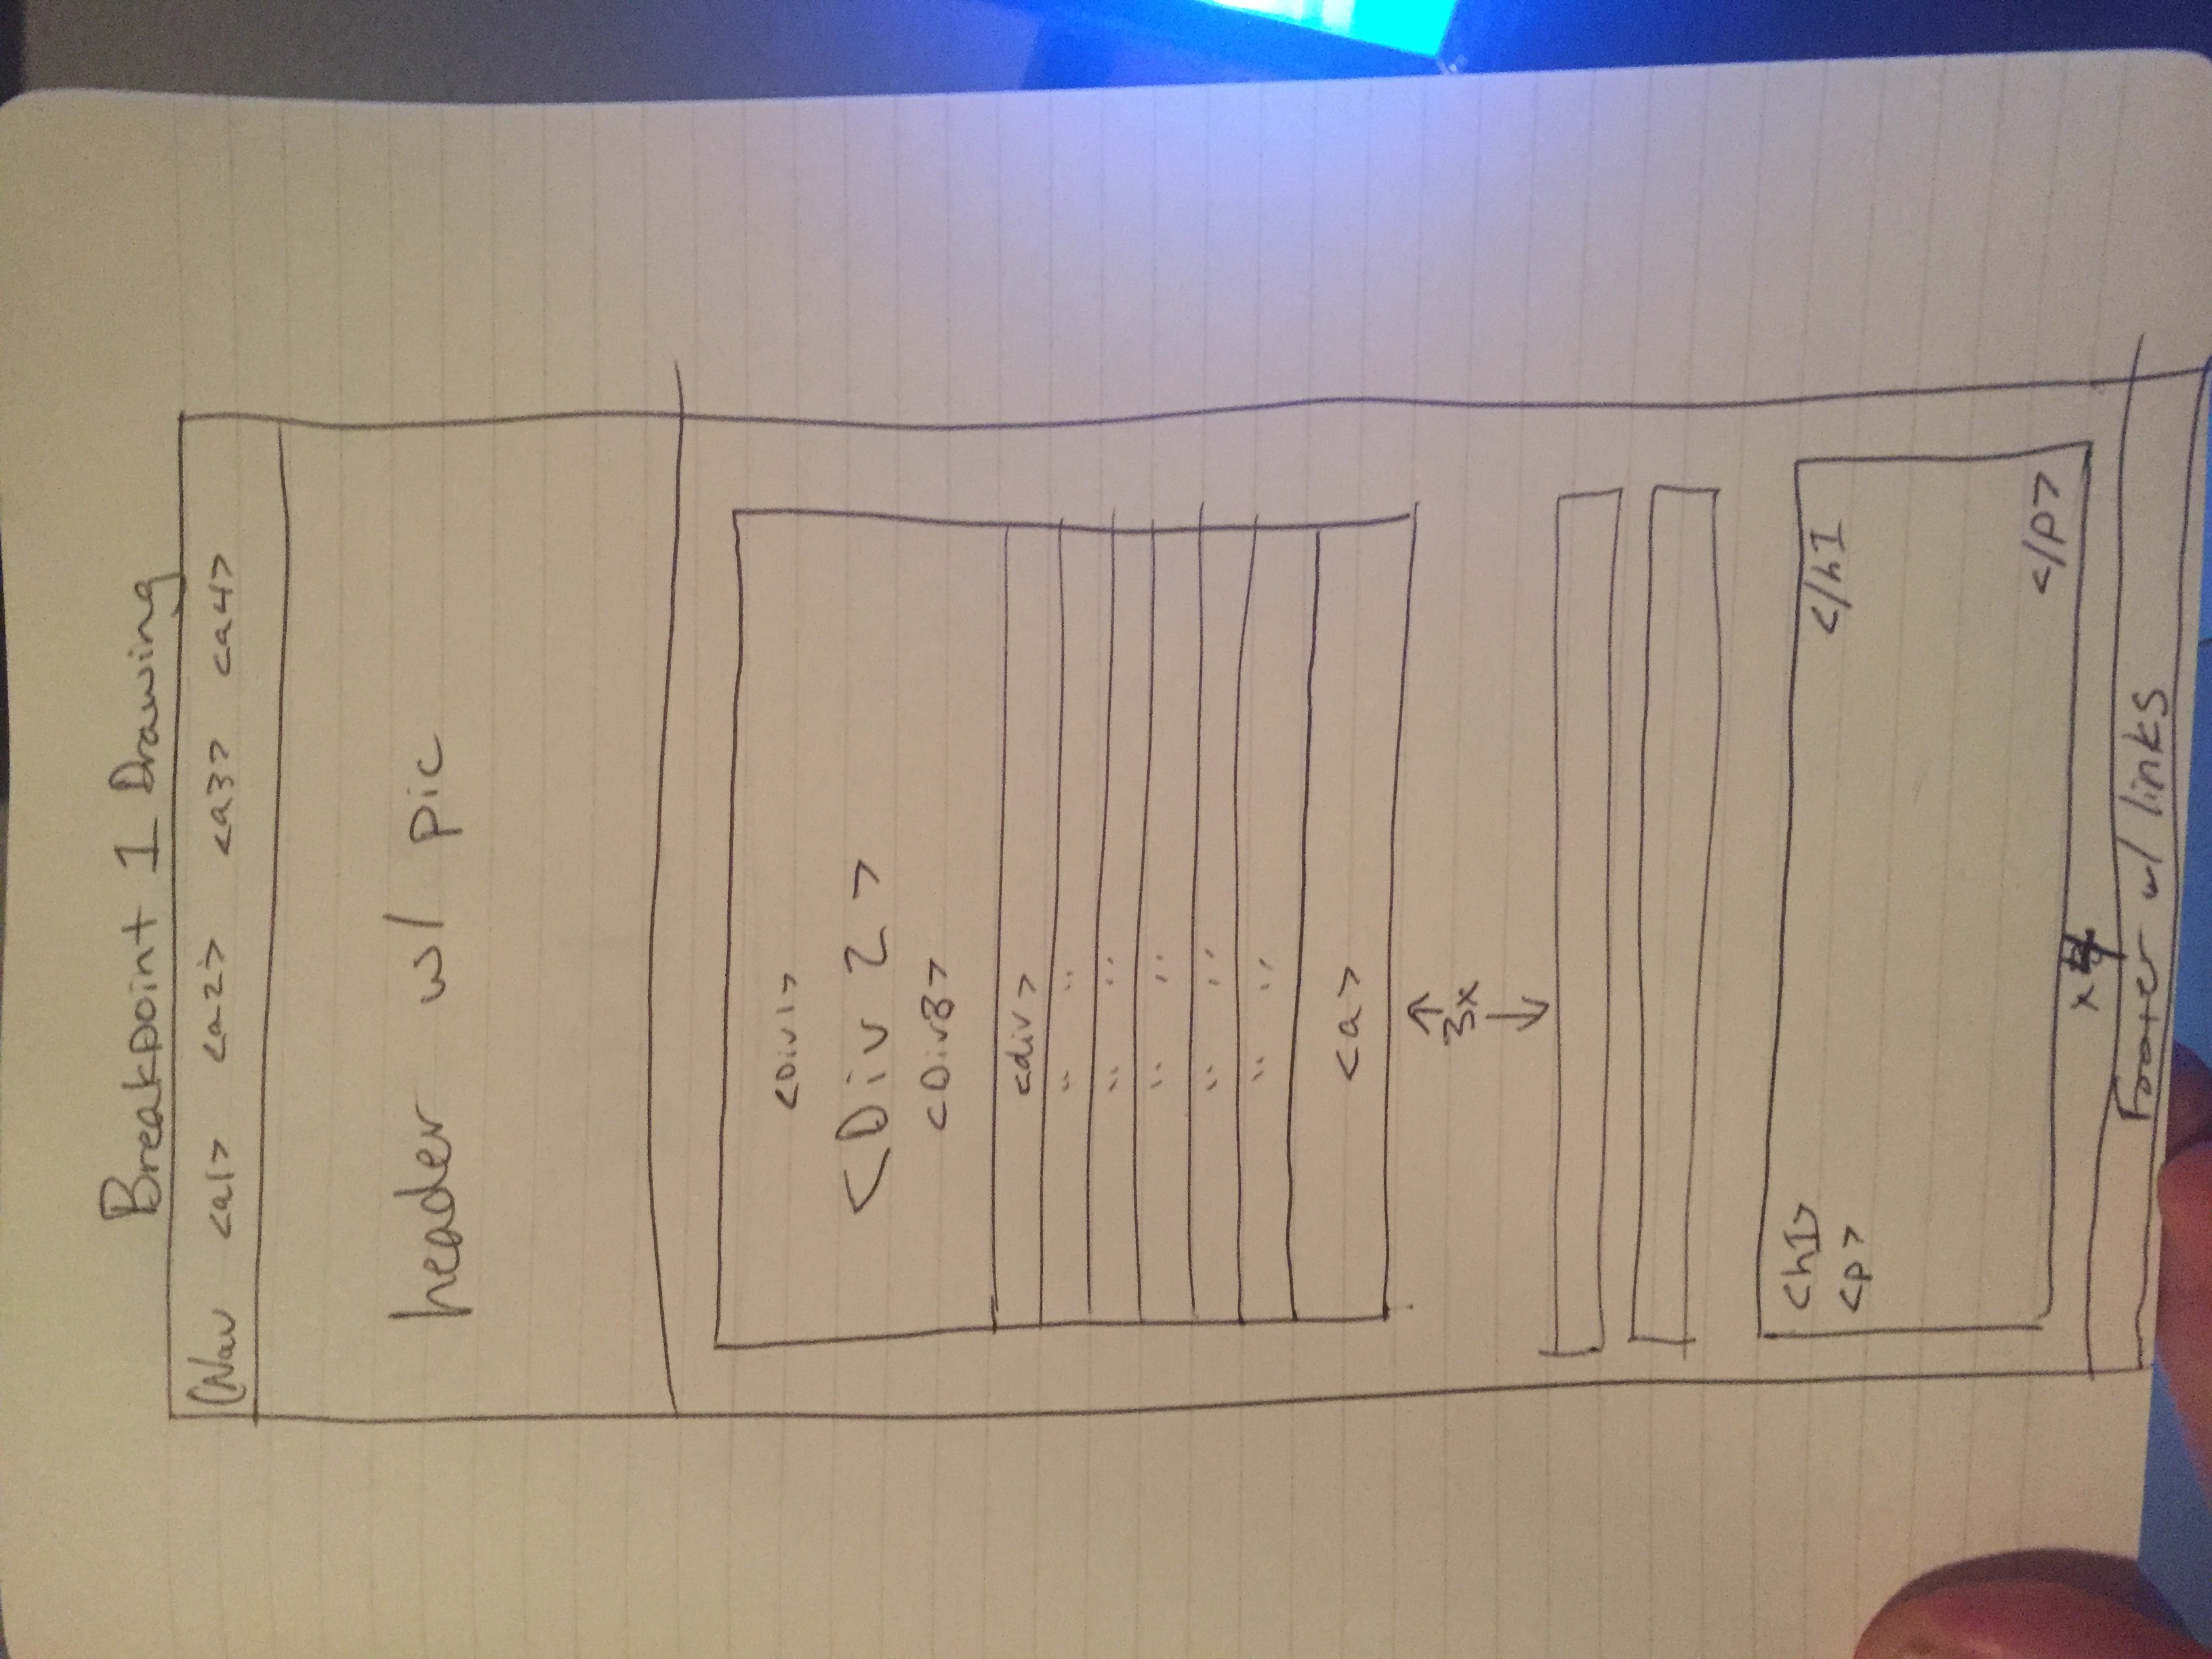 Breakpoint 1 Drawing
Nav <a1> <a2> <a3> <a4>
header w/ pic
<Div1>
<Div 2>
<Div3>
<div>
" "
" "
" "
" "
" "
<a>
3x
<h1> </h1
<p>
</p>
x 4
Footer w/ links